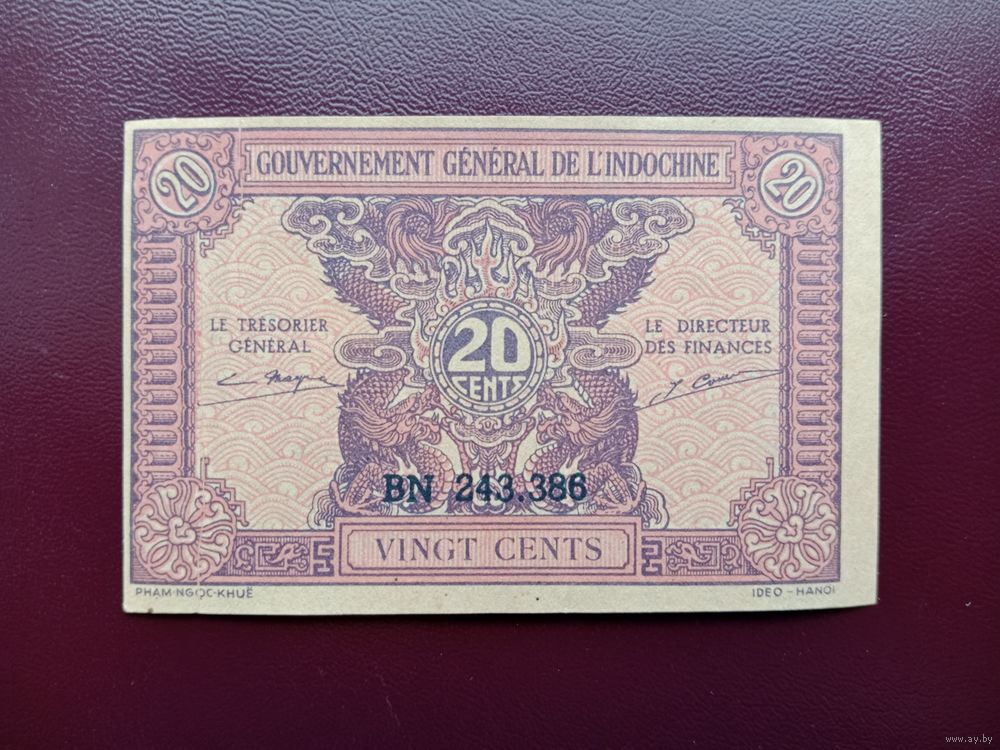 20
GOUVERNEMENT GÉNÉRAL DE L'INDOCHINE
20
LE TRÉSORIER
GÉNÉRAL
20
CENTS
LE DIRECTEUR
DES FINANCES
BN 243.386
VINGT CENTS
PHAM-NGỌC-KHUÊ
IDEO - HANOI
www.ay.by